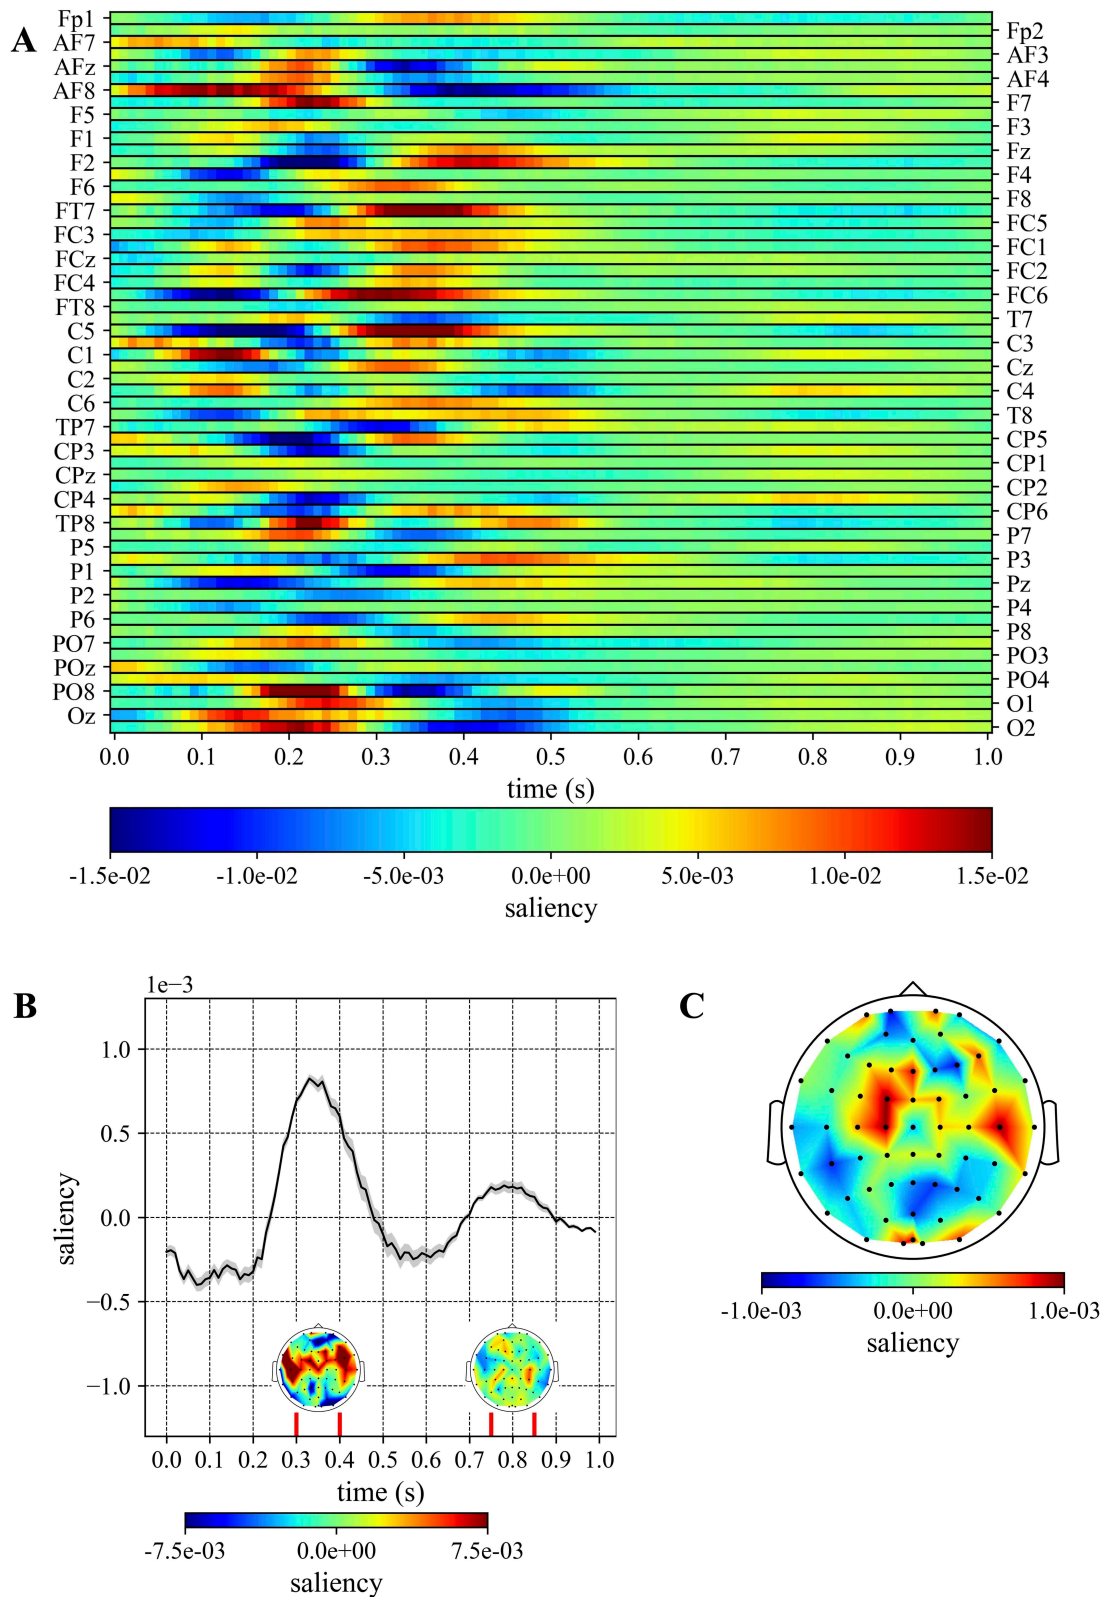 A
Fp1
Fp2
AF7
AF3
AFz
AF4
AF8
F7
F5
F3
F1
Fz
F2
F4
F6
F8
FT7
FC5
FC3
FC1
FCz
FC2
FC4
FC6
FT8
T7
C5
C3
C1
Cz
C2
C4
C6
T8
TP7
CP5
CP3
CP1
CPz
CP2
CP4
CP6
TP8
P7
P5
P3
P1
Pz
P2
P4
P6
P8
PO7
PO3
POz
PO4
PO8
O1
Oz
O2
0.0 0.1 0.2 0.3 0.4 0.5 0.6 0.7 0.8 0.9 1.0
time (s)
-1.5e-02 -1.0e-02 -5.0e-03 0.0e+00 5.0e-03 1.0e-02 1.5e-02
saliency
B
1e−3
1.0
0.5
0.0
−0.5
−1.0
saliency
0.0 0.1 0.2 0.3 0.4 0.5 0.6 0.7 0.8 0.9 1.0
time (s)
-7.5e-03 0.0e+00 7.5e-03
saliency
C
-1.0e-03 0.0e+00 1.0e-03
saliency